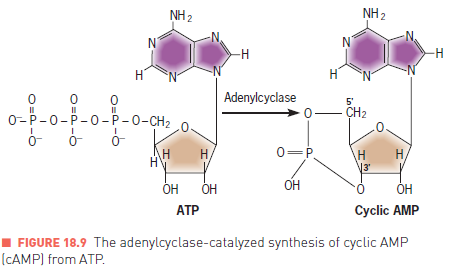 NH2
N
N
H
H
N
N
O
O
O
O-P-O-P-O-P-O-CH2
O
O-
O-
O-
H
H
H
OH
OH
ATP
Adenylcyclase
NH2
N
N
H
H
N
N
5'
O
CH2
O
O=P
H
H
3'
OH
O
OH
Cyclic AMP
FIGURE 18.9 The adenylcyclase-catalyzed synthesis of cyclic AMP
(cAMP) from ATP.